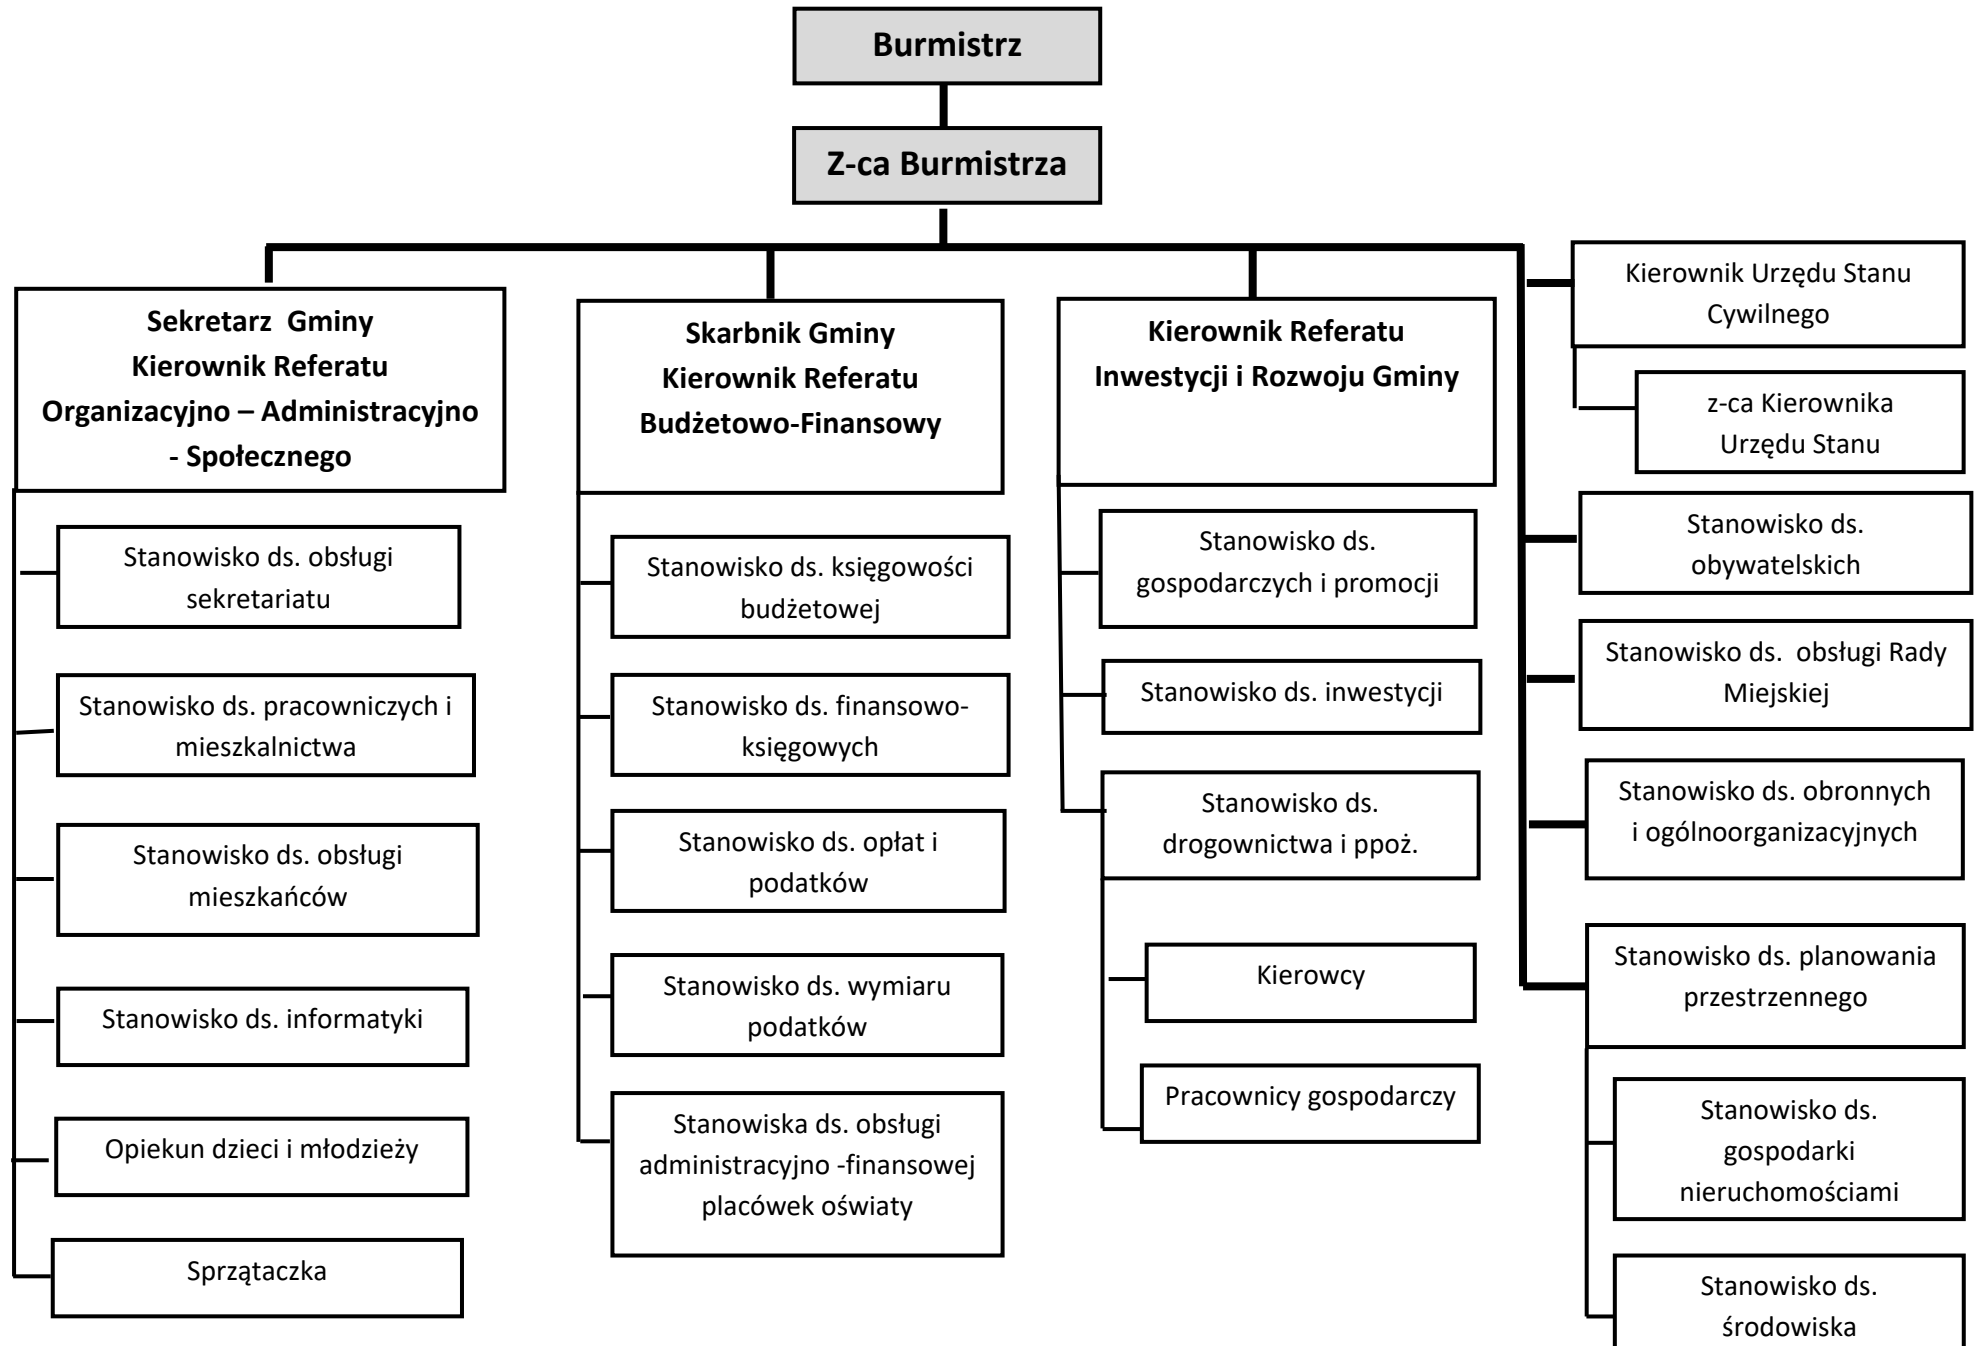 Burmistrz
Z-ca Burmistrza
Sekretarz Gminy
Kierownik Referatu
Organizacyjno – Administracyjno
- Społecznego
Stanowisko ds. obsługi
sekretariatu
Stanowisko ds. pracowniczych i
mieszkalnictwa
Stanowisko ds. obsługi
mieszkańców
Stanowisko ds. informatyki
Opiekun dzieci i młodzieży
Sprzątaczka
Skarbnik Gminy
Kierownik Referatu
Budżetowo-Finansowy
Stanowisko ds. księgowości
budżetowej
Stanowisko ds. finansowo-
księgowych
Stanowisko ds. opłat i
podatków
Stanowisko ds. wymiaru
podatków
Stanowiska ds. obsługi
administracyjno -finansowej
placówek oświaty
Kierownik Referatu
Inwestycji i Rozwoju Gminy
Stanowisko ds.
gospodarczych i promocji
Stanowisko ds. inwestycji
Stanowisko ds.
drogownictwa i ppoż.
Kierowcy
Pracownicy gospodarczy
Kierownik Urzędu Stanu
Cywilnego
z-ca Kierownika
Urzędu Stanu
Stanowisko ds.
obywatelskich
Stanowisko ds. obsługi Rady
Miejskiej
Stanowisko ds. obronnych
i ogólnoorganizacyjnych
Stanowisko ds. planowania
przestrzennego
Stanowisko ds.
gospodarki
nieruchomościami
Stanowisko ds.
środowiska